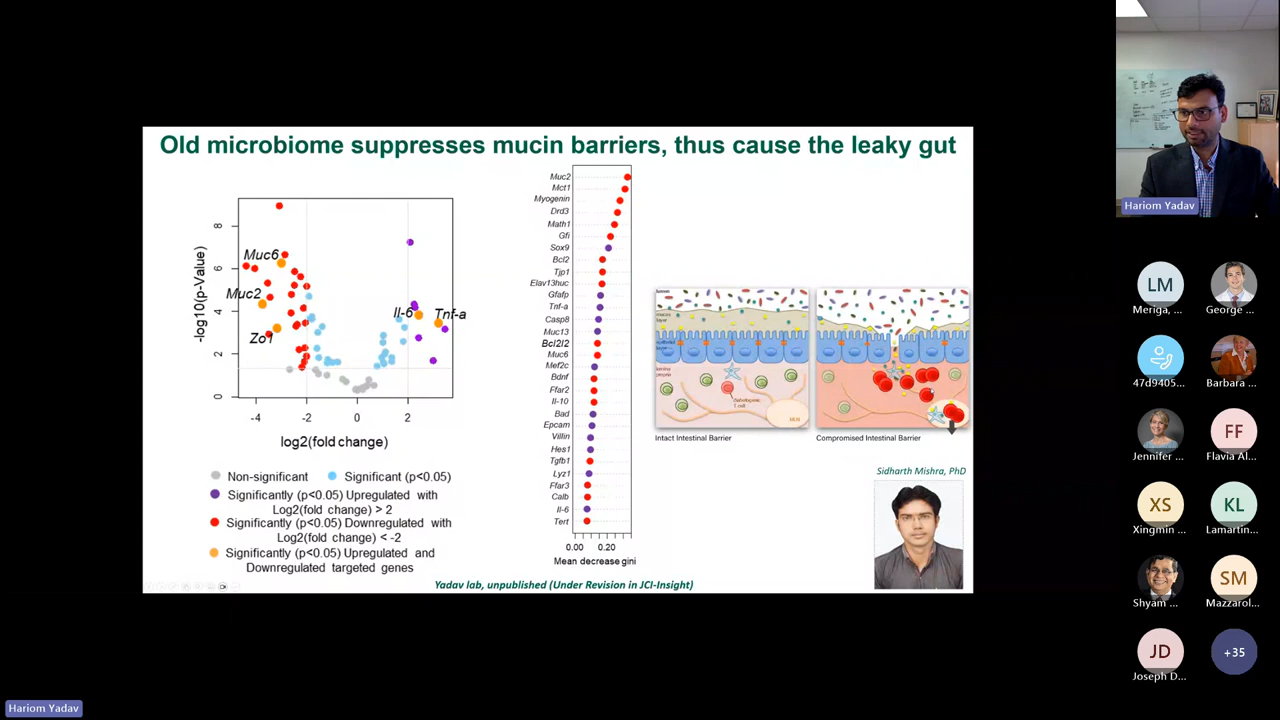 Old microbiome suppresses mucin barriers, thus cause the leaky gut
-log10(p-Value)
8
6
4
2
0
-4
-2
0
2
log2(fold change)
Muc6
Muc2
Zo1
Il-6
Tnf-a
Non-significant
Significant (p<0.05)
Significantly (p<0.05) Upregulated with
Log2(fold change) > 2
Significantly (p<0.05) Downregulated with
Log2(fold change) < -2
Significantly (p<0.05) Upregulated and
Downregulated targeted genes
Muc2
Mct1
Myogenin
Drd3
Math1
Gfi
Sox9
Bcl2
Tjp1
Elav13huc
Gfafp
Tnf-a
Casp8
Muc13
Bcl2l2
Muc6
Mef2c
Bdnf
Ffar2
Il-10
Bad
Epcam
Villin
Hes1
Tgfb1
Lyz1
Ffar3
Calb
Il-6
Tert
0.00 0.20
Mean decrease gini
lumen
mucus
layer
lamina
propria
MLN
Intact Intestinal Barrier
Compromised Intestinal Barrier
Sidharth Mishra, PhD
Yadav lab, unpublished (Under Revision in JCI-Insight)
Hariom Yadav
LM
Meriga, ...
George ...
47d9405...
Barbara ...
Jennifer ...
FF
Flavia Al...
XS
Xingmin ...
KL
Lamartin...
Shyam ...
SM
Mazzarol...
JD
Joseph D...
+35
Hariom Yadav